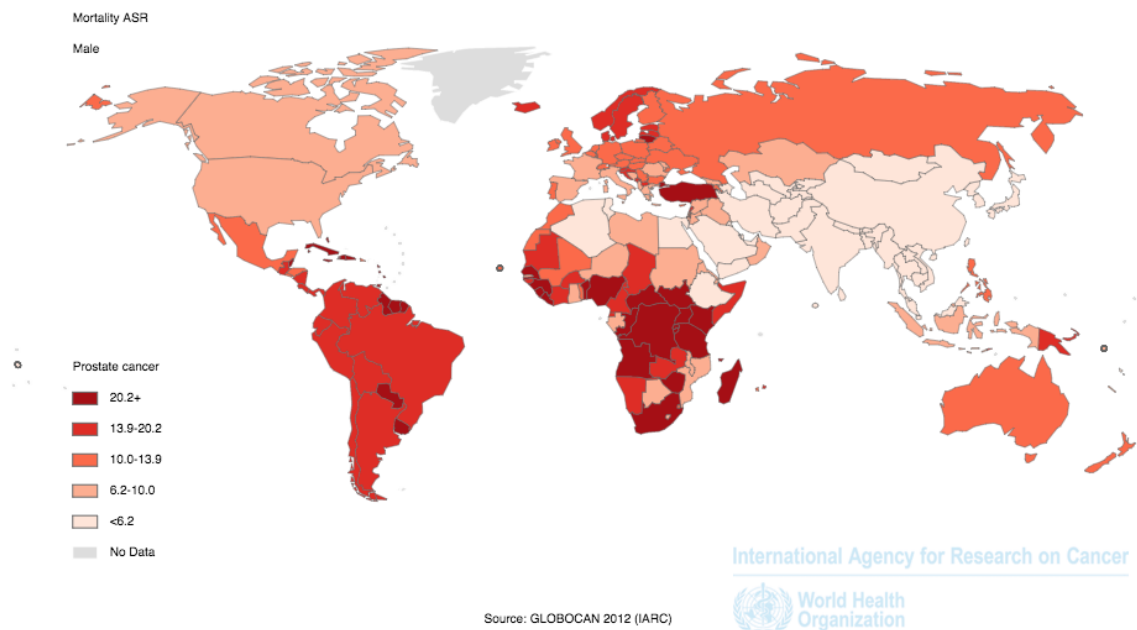 Mortality ASR
Male
Prostate cancer
20.2+
13.9-20.2
10.0-13.9
6.2-10.0
<6.2
No Data
International Agency for Research on Cancer
World Health
Organization
Source: GLOBOCAN 2012 (IARC)